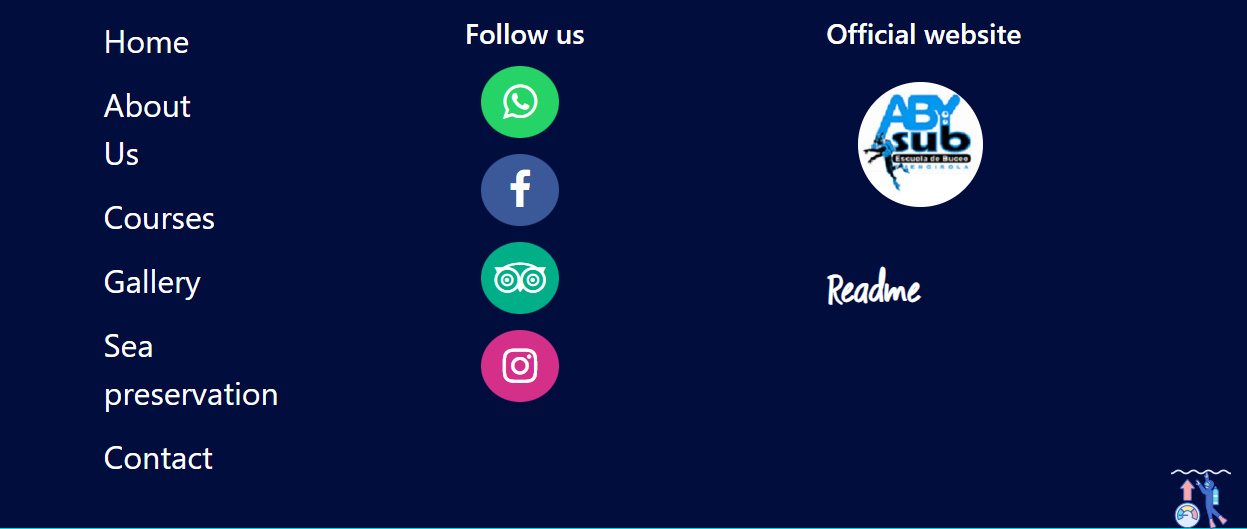 Home
About
Us
Courses
Gallery
Sea
preservation
Contact
Follow us
Official website
ABY
sub
Escuela de Buceo
Readme